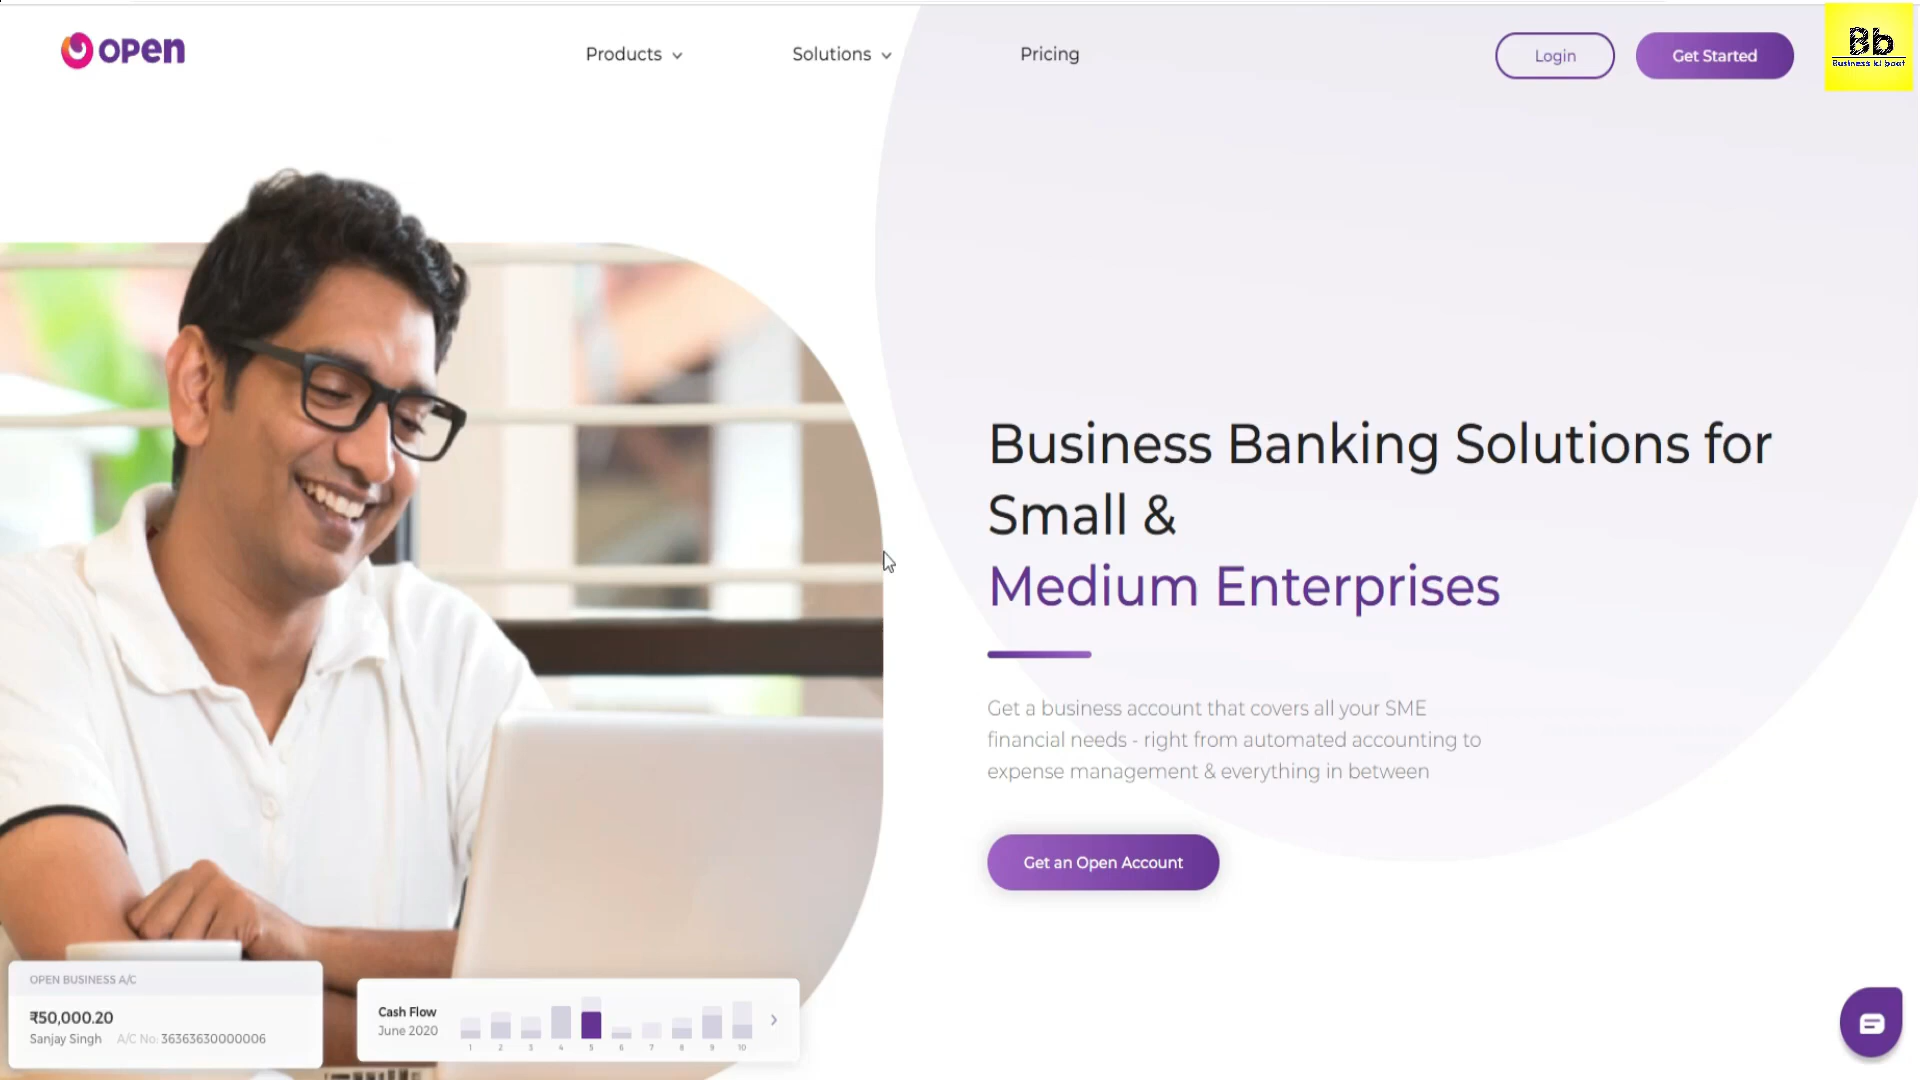 open
Products
Solutions
Pricing
Login
Get Started
Bb
Business ki baat
Business Banking Solutions for
Small &
Medium Enterprises
Get a business account that covers all your SME
financial needs - right from automated accounting to
expense management & everything in between
Get an Open Account
OPEN BUSINESS A/C
₹50,000.20
Sanjay Singh A/C No: 36363630000006
Cash Flow
June 2020
1 2 3 4 5 6 7 8 9 10